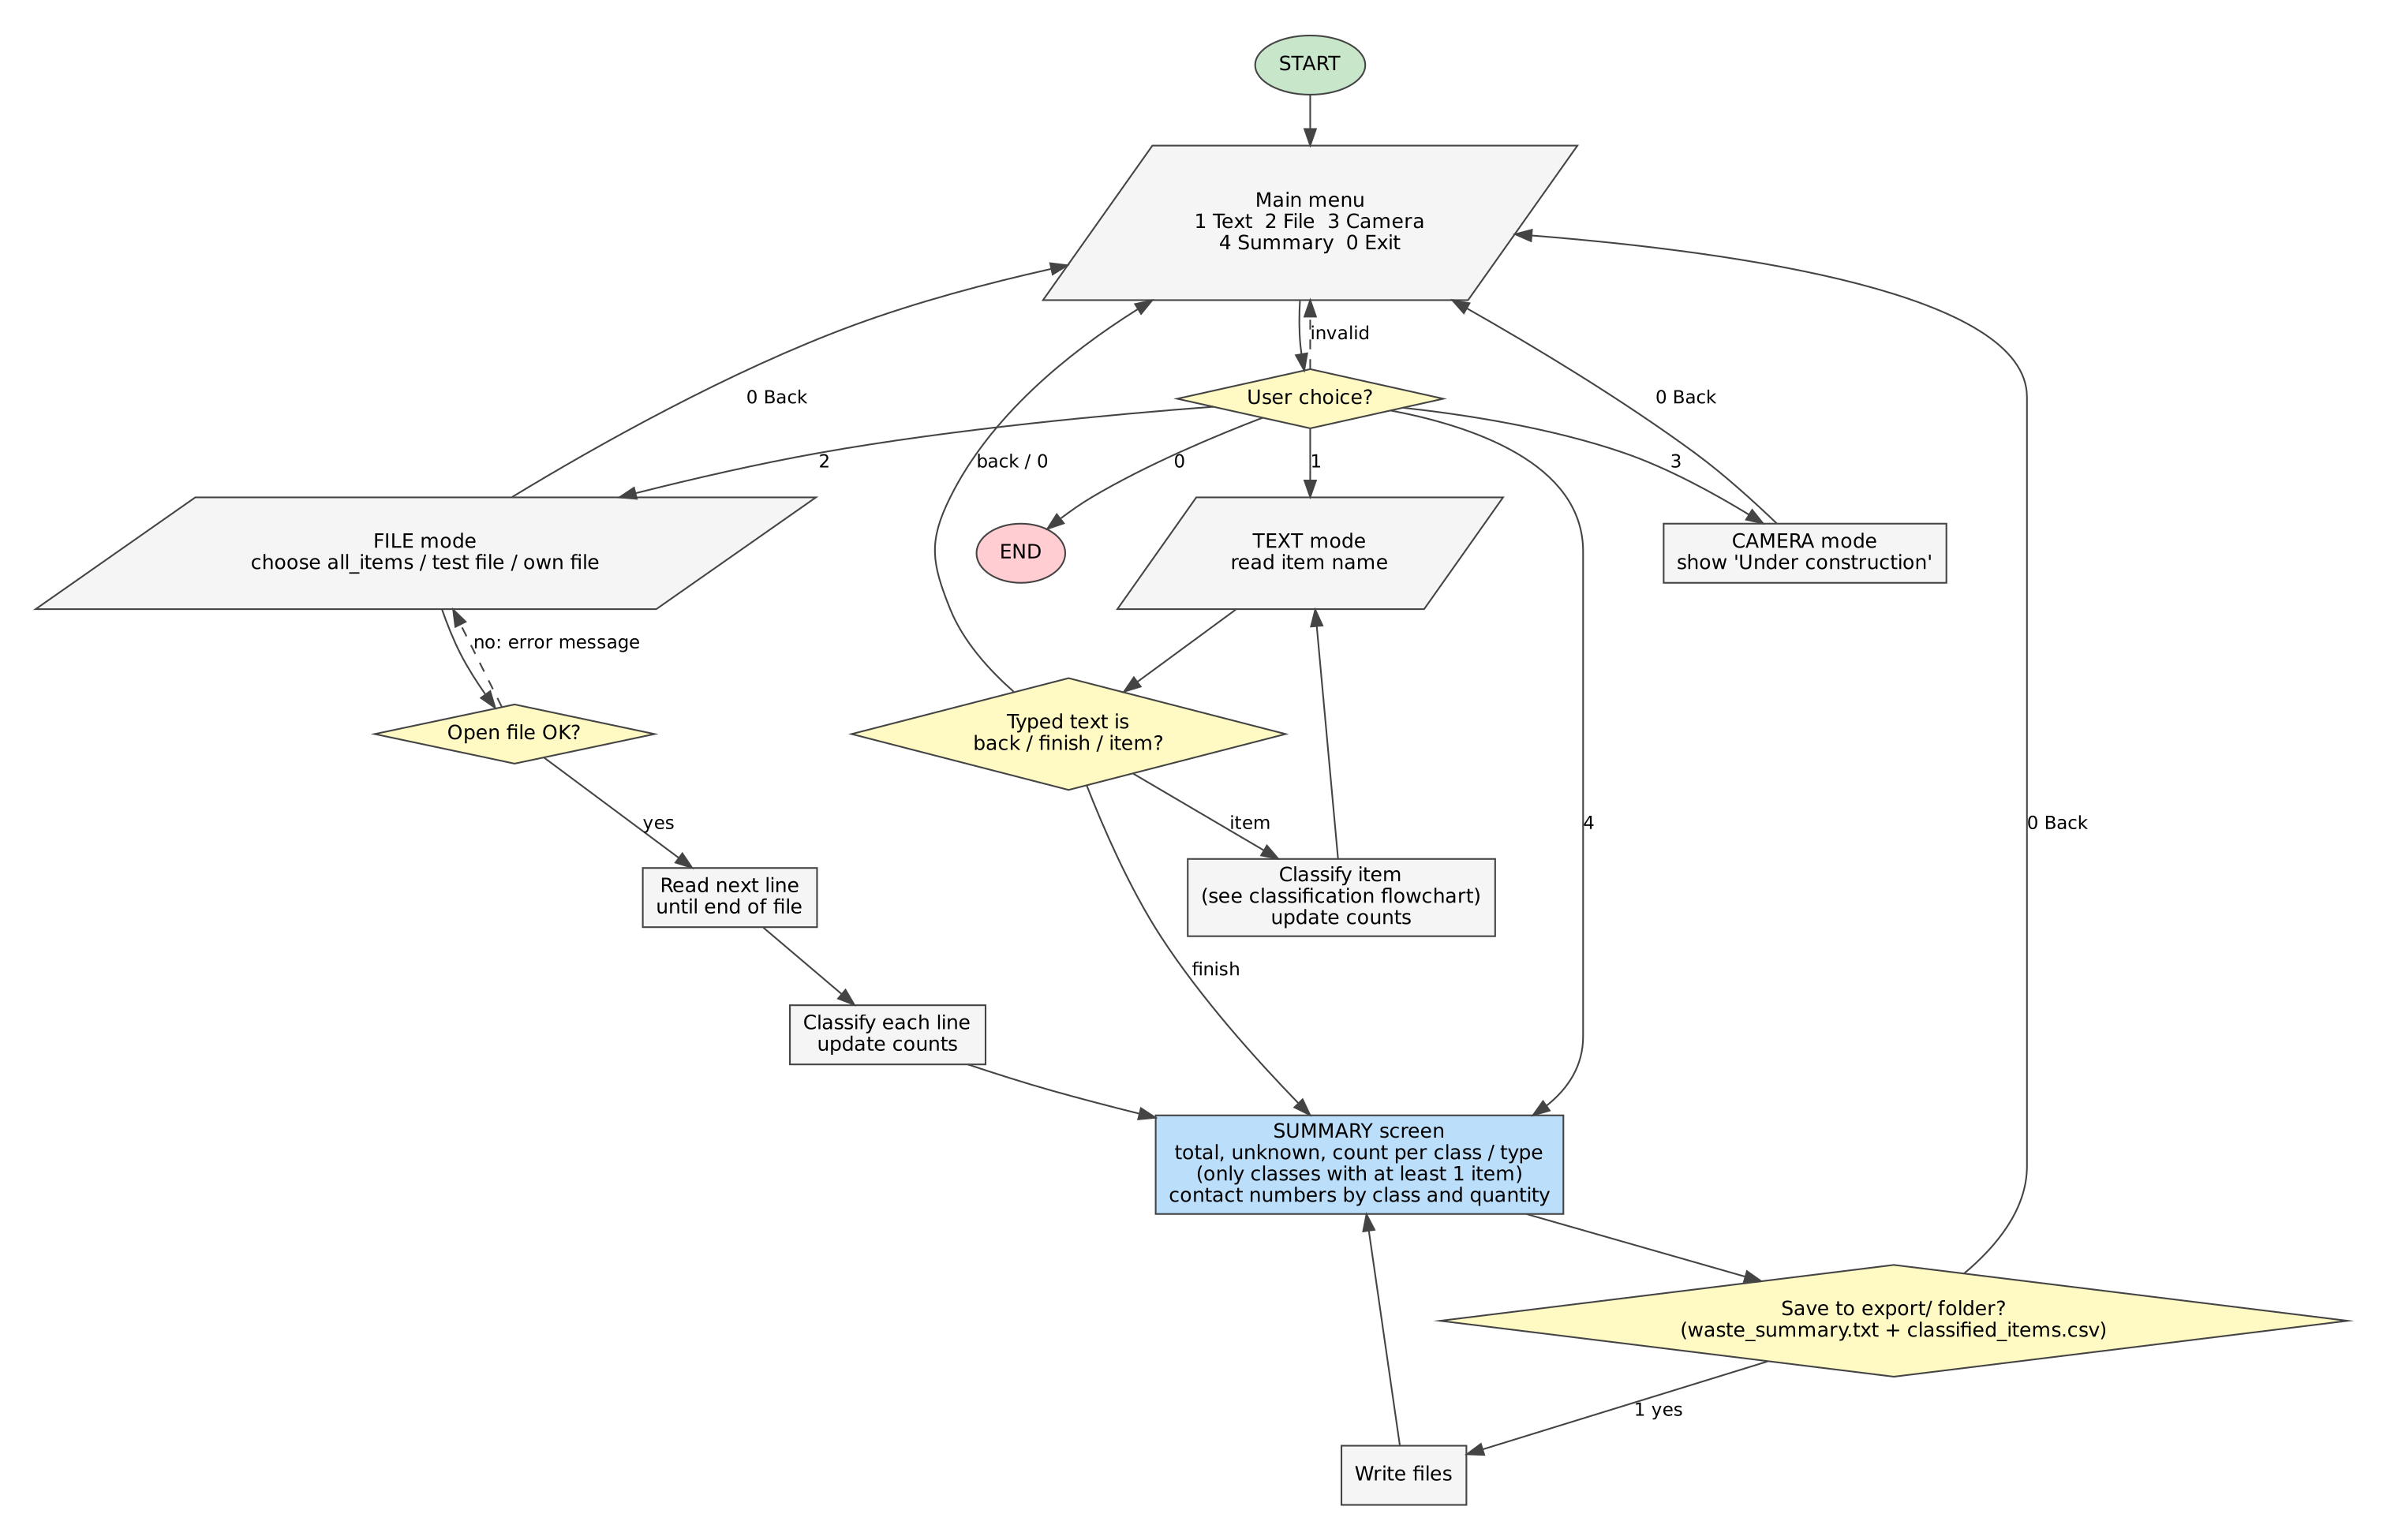 START
Main menu
1 Text  2 File  3 Camera
4 Summary  0 Exit
invalid
0 Back
0 Back
User choice?
2
back / 0
0
1
3
FILE mode
choose all_items / test file / own file
END
TEXT mode
read item name
CAMERA mode
show 'Under construction'
no: error message
Open file OK?
Typed text is
back / finish / item?
yes
item
4
0 Back
Read next line
until end of file
Classify item
(see classification flowchart)
update counts
finish
Classify each line
update counts
SUMMARY screen
total, unknown, count per class / type
(only classes with at least 1 item)
contact numbers by class and quantity
Save to export/ folder?
(waste_summary.txt + classified_items.csv)
1 yes
Write files